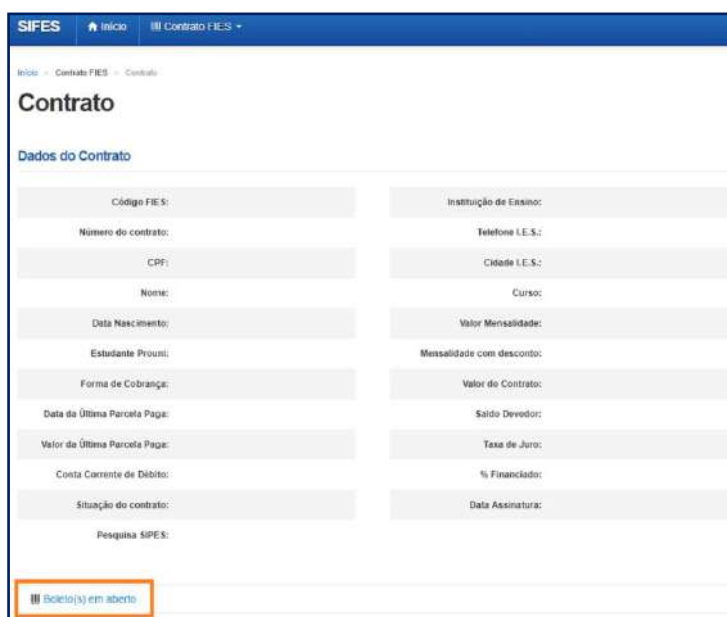 SIFES Início Contrato FIES
Início > Contrato FIES > Contrato
Contrato
Dados do Contrato
Código FIES: Instituição de Ensino:
Número do contrato: Telefone I.E.S.:
CPF: Cidade I.E.S.:
Nome: Curso:
Data Nascimento: Valor Mensalidade:
Estudante Prouni: Mensalidade com desconto:
Forma de Cobrança: Valor do Contrato:
Data da Última Parcela Paga: Saldo Devedor:
Valor da Última Parcela Paga: Taxa de Juro:
Conta Corrente de Débito: % Financiado:
Situação do contrato: Data Assinatura:
Pesquisa SIPES:
Boleto(s) em aberto